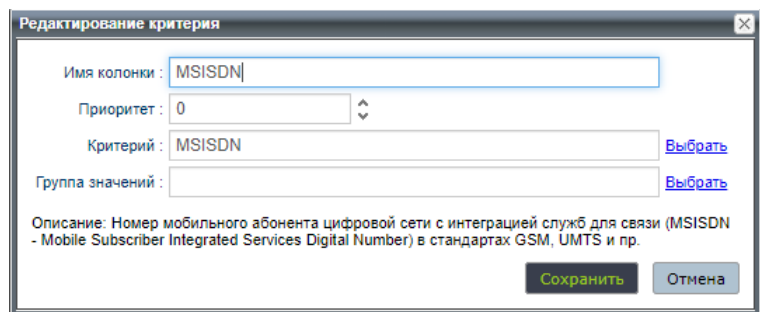 Редактирование критерия
Имя колонки : MSISDN
Приоритет : 0
Критерий : MSISDN Выбрать
Группа значений : Выбрать
Описание: Номер мобильного абонента цифровой сети с интеграцией служб для связи (MSISDN
- Mobile Subscriber Integrated Services Digital Number) в стандартах GSM, UMTS и пр.
Сохранить Отмена